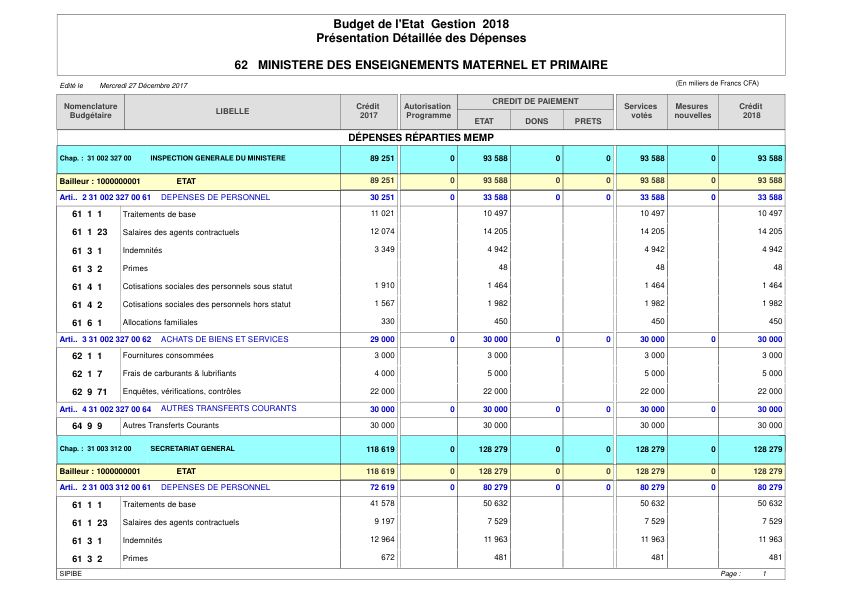 Budget de l'Etat Gestion 2018
Présentation Détaillée des Dépenses
62 MINISTERE DES ENSEIGNEMENTS MATERNEL ET PRIMAIRE
Edité le Mercredi 27 Décembre 2017 (En miliers de Francs CFA)
Nomenclature Budgétaire LIBELLE Crédit 2017 Autorisation Programme CREDIT DE PAIEMENT ETAT DONS PRETS Services votés Mesures nouvelles Crédit 2018
DÉPENSES RÉPARTIES MEMP
Chap. : 31 002 327 00 INSPECTION GENERALE DU MINISTERE 89 251 0 93 588 0 0 93 588 0 93 588
Bailleur : 1000000001 ETAT 89 251 0 93 588 0 0 93 588 0 93 588
Arti.. 2 31 002 327 00 61 DEPENSES DE PERSONNEL 30 251 0 33 588 0 0 33 588 0 33 588
61 1 1 Traitements de base 11 021 10 497 10 497 10 497
61 1 23 Salaires des agents contractuels 12 074 14 205 14 205 14 205
61 3 1 Indemnités 3 349 4 942 4 942 4 942
61 3 2 Primes 48 48 48
61 4 1 Cotisations sociales des personnels sous statut 1 910 1 464 1 464 1 464
61 4 2 Cotisations sociales des personnels hors statut 1 567 1 982 1 982 1 982
61 6 1 Allocations familiales 330 450 450 450
Arti.. 3 31 002 327 00 62 ACHATS DE BIENS ET SERVICES 29 000 0 30 000 0 0 30 000 0 30 000
62 1 1 Fournitures consommées 3 000 3 000 3 000 3 000
62 1 7 Frais de carburants & lubrifiants 4 000 5 000 5 000 5 000
62 9 71 Enquêtes, vérifications, contrôles 22 000 22 000 22 000 22 000
Arti.. 4 31 002 327 00 64 AUTRES TRANSFERTS COURANTS 30 000 0 30 000 0 0 30 000 0 30 000
64 9 9 Autres Transferts Courants 30 000 30 000 30 000 30 000
Chap. : 31 003 312 00 SECRETARIAT GENERAL 118 619 0 128 279 0 0 128 279 0 128 279
Bailleur : 1000000001 ETAT 118 619 0 128 279 0 0 128 279 0 128 279
Arti.. 2 31 003 312 00 61 DEPENSES DE PERSONNEL 72 619 0 80 279 0 0 80 279 0 80 279
61 1 1 Traitements de base 41 578 50 632 50 632 50 632
61 1 23 Salaires des agents contractuels 9 197 7 529 7 529 7 529
61 3 1 Indemnités 12 964 11 963 11 963 11 963
61 3 2 Primes 672 481 481 481
SIPIBE Page : 1